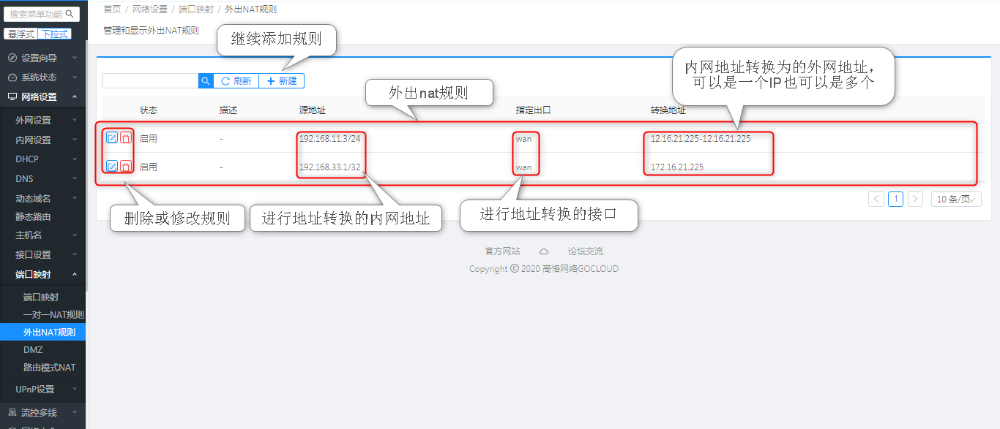 搜索菜单功能
悬浮式 下拉式
设置向导
系统状态
网络设置
外网设置
内网设置
DHCP
DNS
动态域名
静态路由
主机名
接口设置
端口映射
端口映射
一对一NAT规则
外出NAT规则
DMZ
路由模式NAT
UPnP设置
流控多线
首页 / 网络设置 / 端口映射 / 外出NAT规则
管理和显示外出NAT规则
继续添加规则
刷新 + 新建
外出nat规则
内网地址转换为的外网地址，
可以是一个IP也可以是多个
状态 描述 源地址 指定出口 转换地址
启用 - 192.168.11.3/24 wan 12.16.21.225-12.16.21.225
启用 - 192.168.33.1/32 wan 172.16.21.225
< 1 > 10 条/页
删除或修改规则
进行地址转换的内网地址
进行地址转换的接口
官方网站 论坛交流
Copyright © 2020 高恪网络GOCLOUD